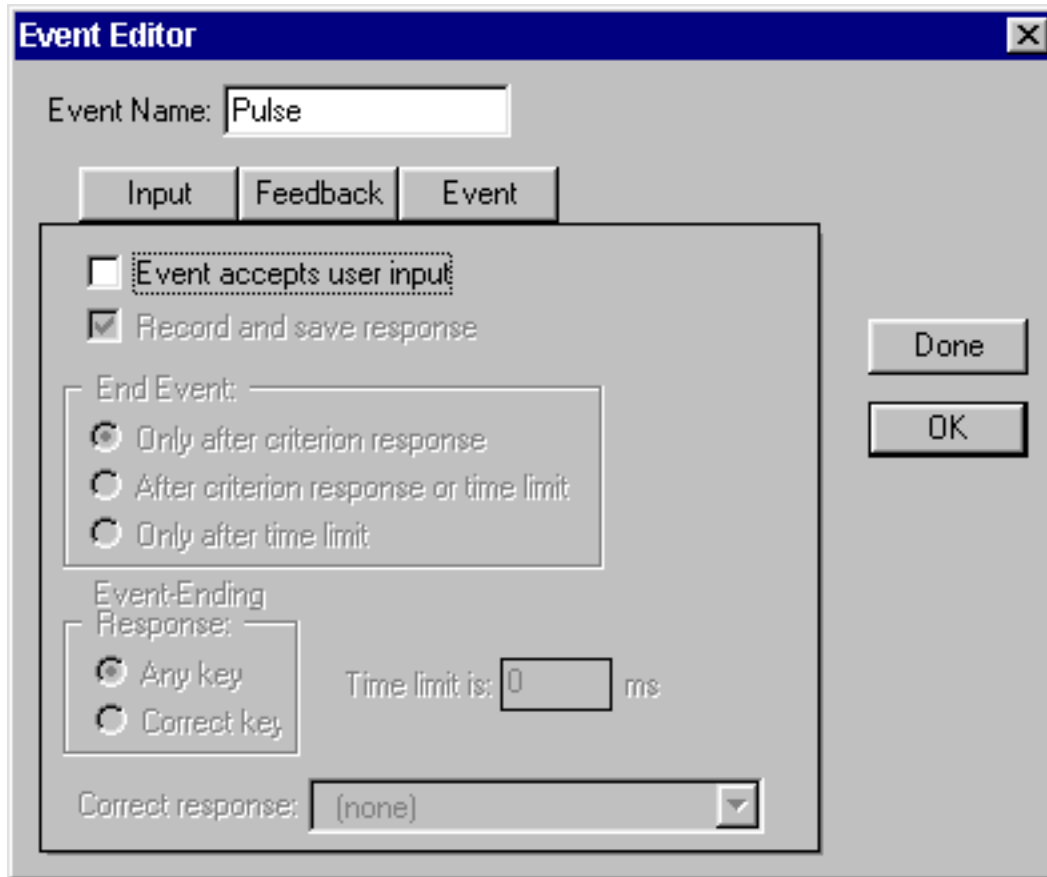 Event Editor
Event Name: Pulse
Input Feedback Event
Event accepts user input
Record and save response
Done
End Event:
OK
Only after criterion response
After criterion response or time limit
Only after time limit
Event-Ending
Response:
Any key
Time limit is: 0 ms
Correct key
Correct response: (none)